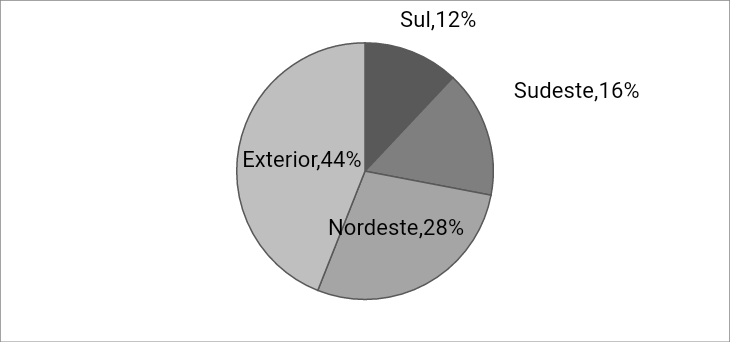 Sul,12%
Sudeste,16%
Exterior,44%
Nordeste,28%